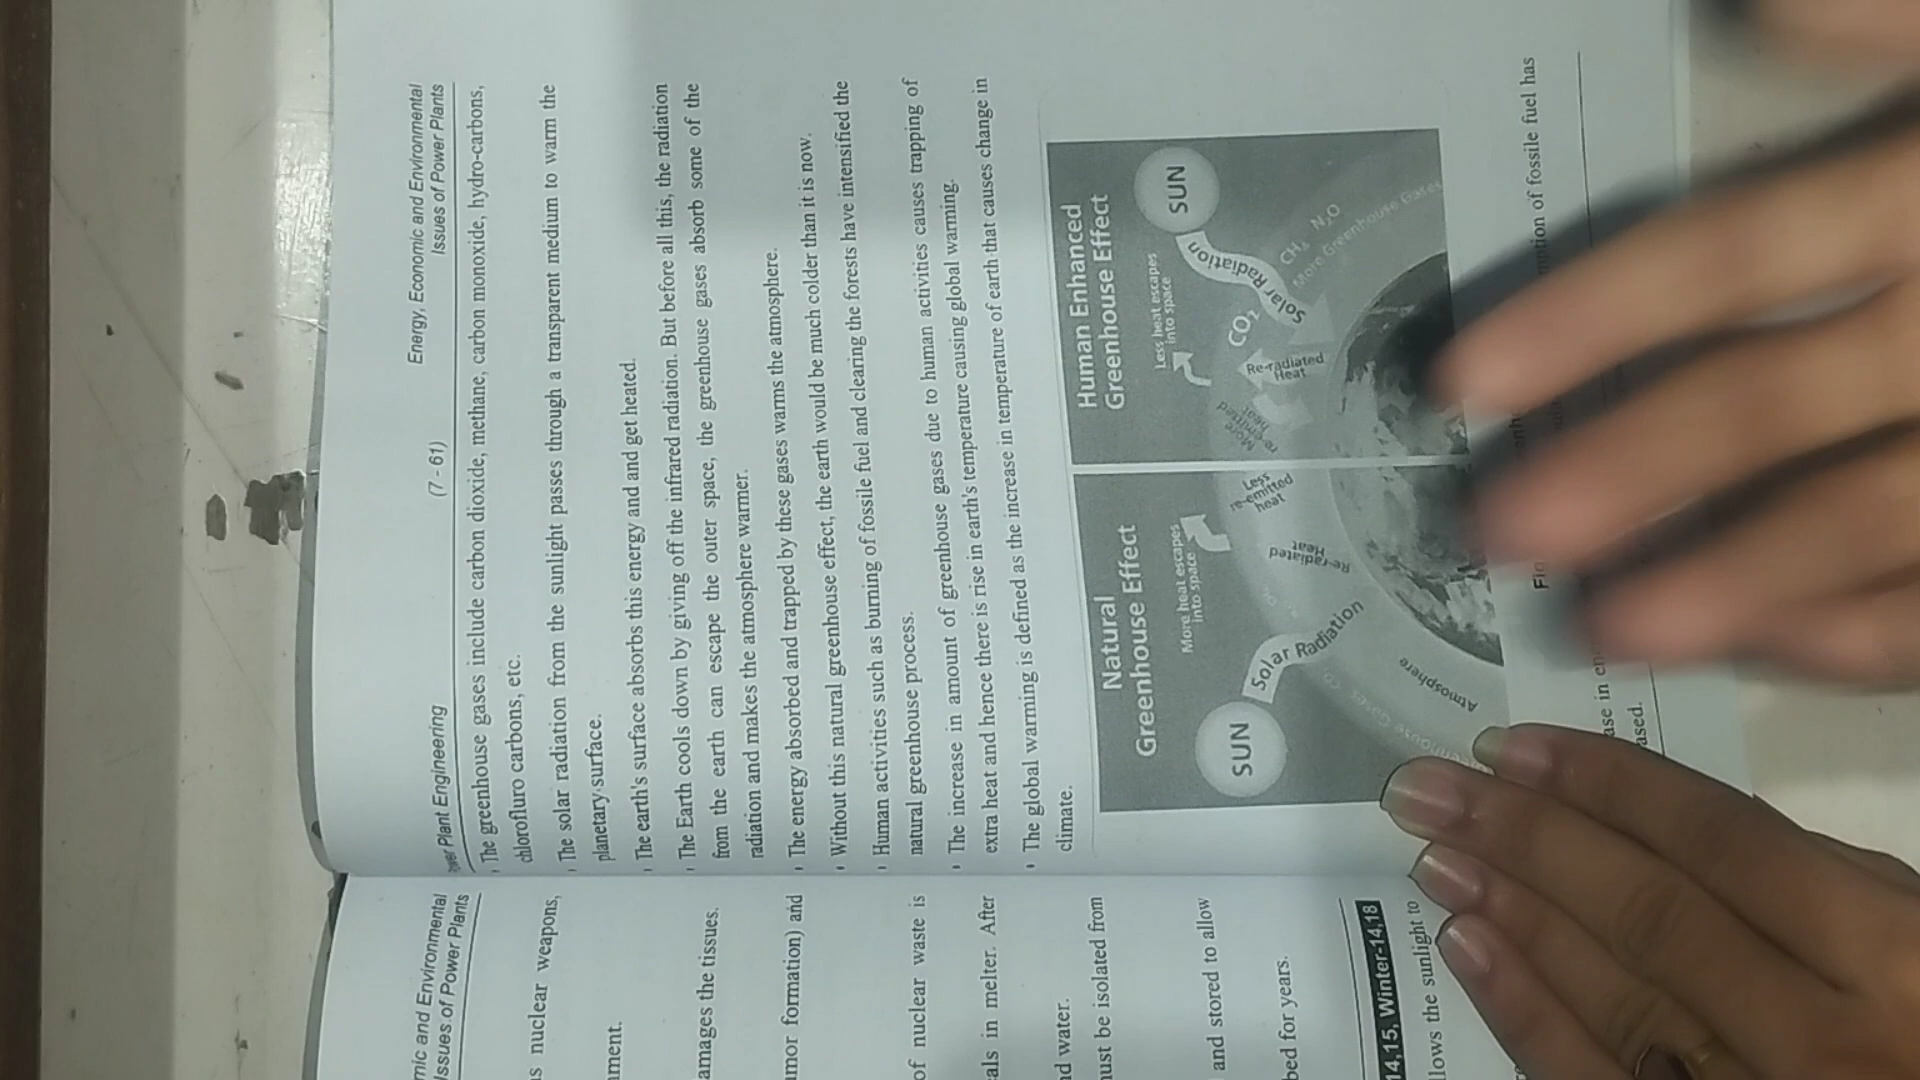 mic and Environmental
Issues of Power Plants
s nuclear weapons,
ment.
amages the tissues.
umor formation) and
of nuclear waste is
als in melter. After
nd water.
nust be isolated from
and stored to allow
bed for years.
14,15, Winter-14,18
llows the sunlight to
Power Plant Engineering
(7 - 61)
Energy, Economic and Environmental
Issues of Power Plants
The greenhouse gases include carbon dioxide, methane, carbon monoxide, hydro-carbons,
chlorofluro carbons, etc.
The solar radiation from the sunlight passes through a transparent medium to warm the
planetary surface.
The earth's surface absorbs this energy and and get heated.
The Earth cools down by giving off the infrared radiation. But before all this, the radiation
from the earth can escape the outer space, the greenhouse gases absorb some of the
radiation and makes the atmosphere warmer.
The energy absorbed and trapped by these gases warms the atmosphere.
Without this natural greenhouse effect, the earth would be much colder than it is now.
Human activities such as burning of fossile fuel and clearing the forests have intensified the
natural greenhouse process.
The increase in amount of greenhouse gases due to human activities causes trapping of
extra heat and hence there is rise in earth's temperature causing global warming.
The global warming is defined as the increase in temperature of earth that causes change in
climate.
Natural
Greenhouse Effect
More heat escapes
into space
SUN
Solar Radiation
Less
re-emitted
heat
Re-radiated
Heat
Atmosphere
Human Enhanced
Greenhouse Effect
Less heat escapes
into space
SUN
Solar Radiation
CO₂
CH₄ N₂O
More Greenhouse Gases
More
re-emitted
heat
Re-radiated
Heat
ption of fossile fuel has
ased.